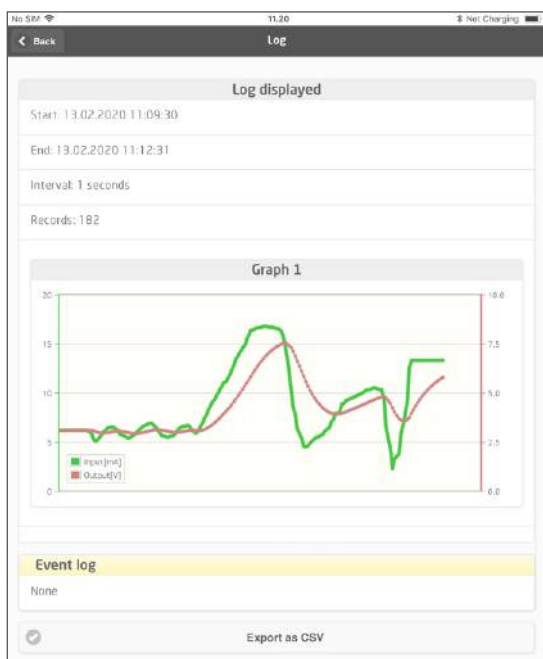 No SIM 11.20 Not Charging
Back Log
Log displayed
Start: 13.02.2020 11:09:30
End: 13.02.2020 11:12:31
Interval: 1 seconds
Records: 182
Graph 1
20 10.0
15 7.5
10 5.0
5 2.5
0 0.0
Input[mA]
Output[V]
Event log
None
Export as CSV